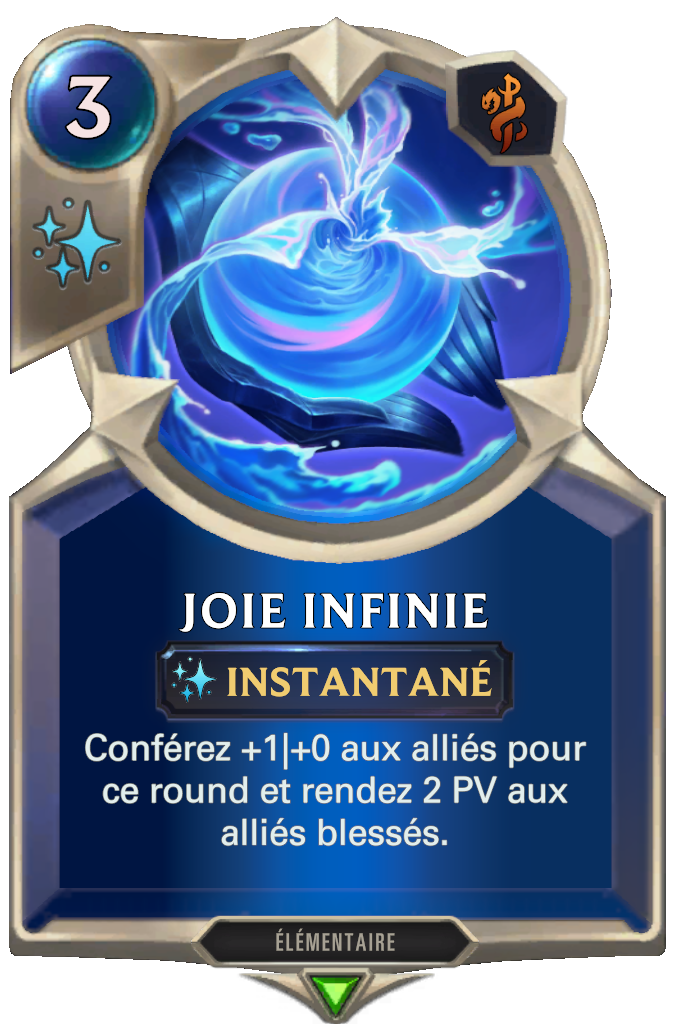 3
JOIE INFINIE
INSTANTANÉ
Conférez +1|+0 aux alliés pour
ce round et rendez 2 PV aux
alliés blessés.
ÉLÉMENTAIRE